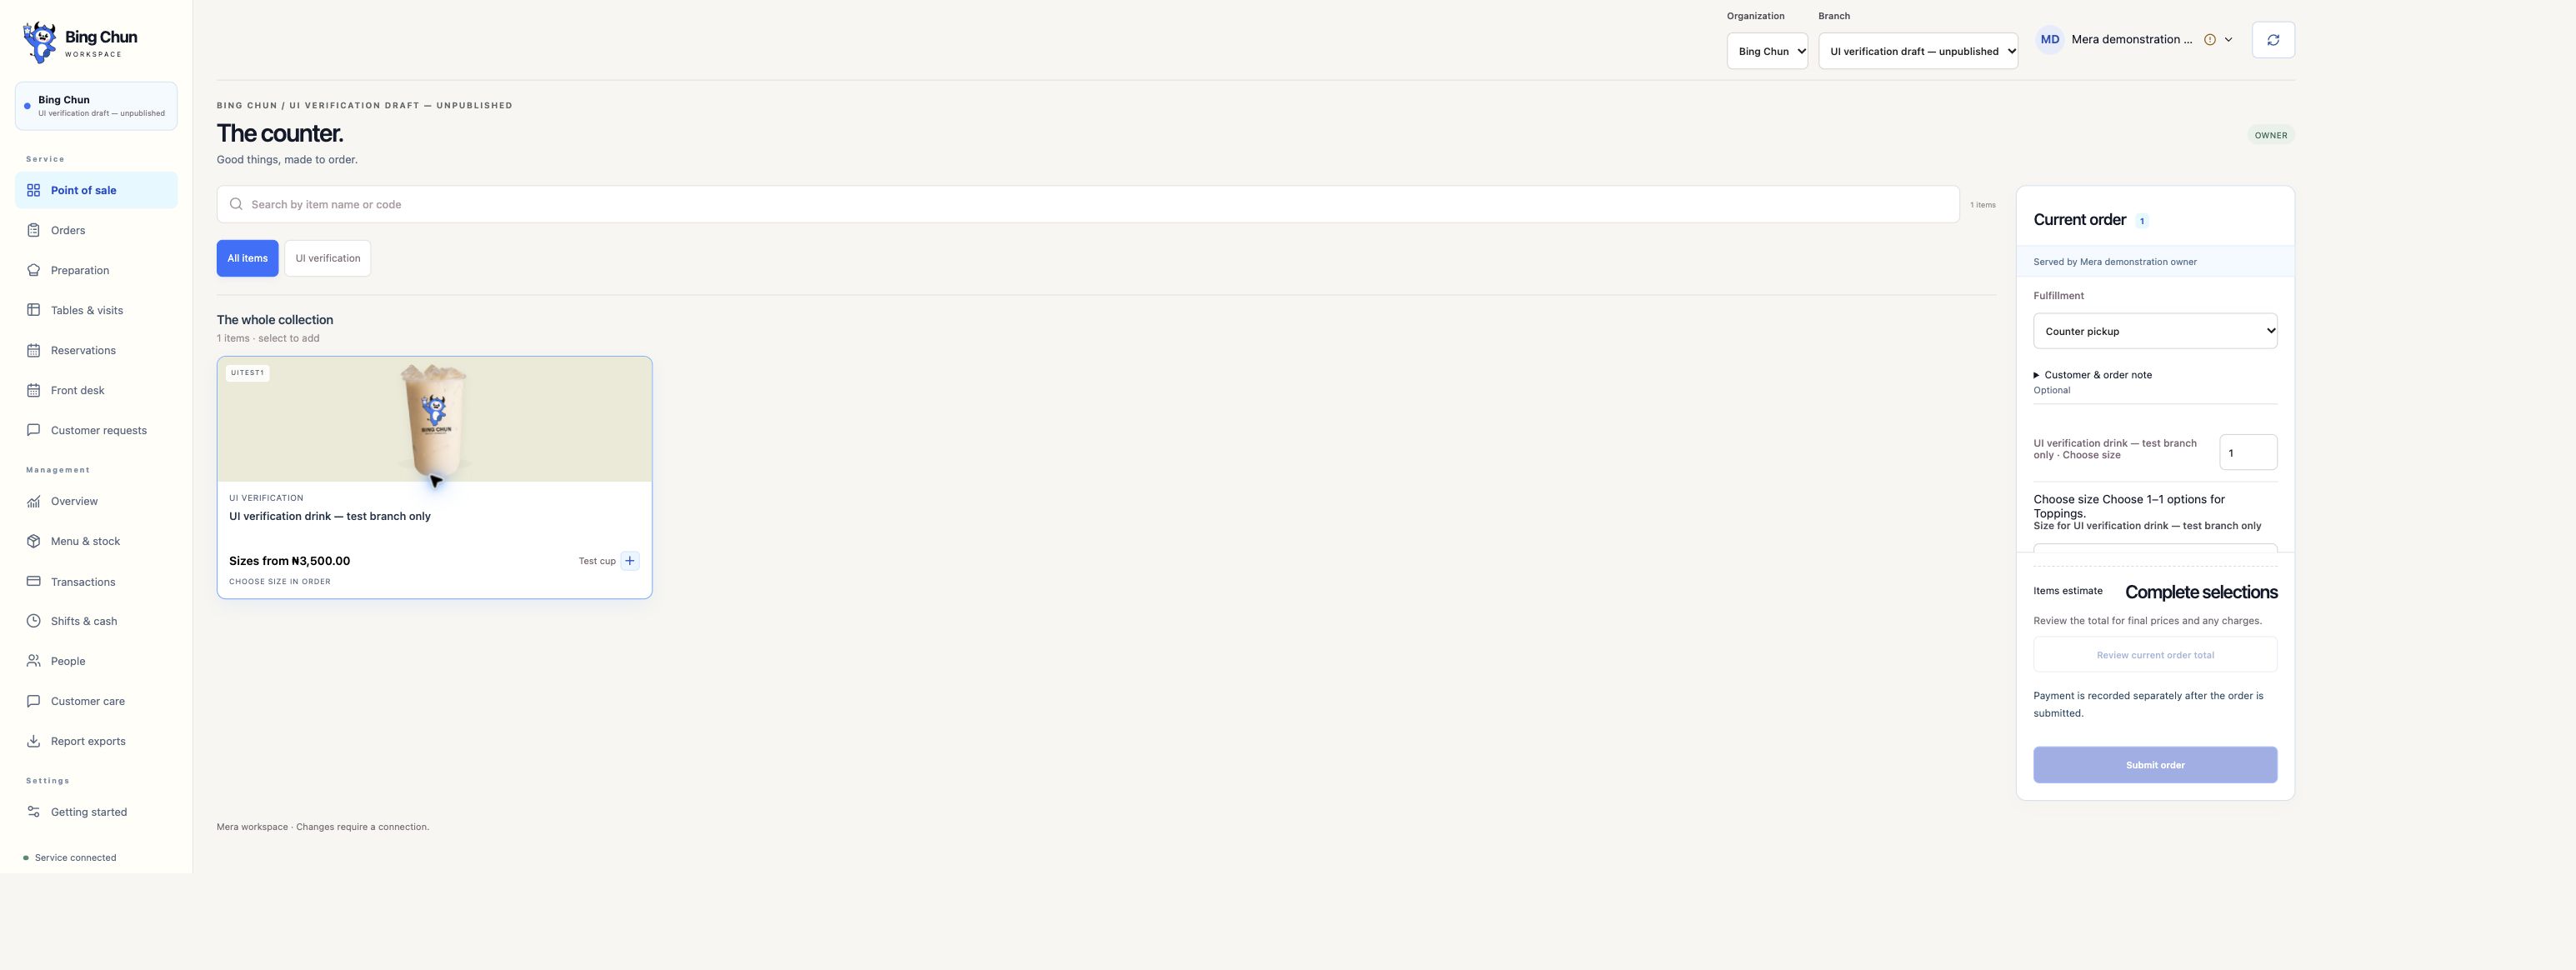 Bing Chun
WORKSPACE
Bing Chun
UI verification draft — unpublished
Service
Point of sale
Orders
Preparation
Tables & visits
Reservations
Front desk
Customer requests
Management
Overview
Menu & stock
Transactions
Shifts & cash
People
Customer care
Report exports
Settings
Getting started
Service connected
Organization
Bing Chun
Branch
UI verification draft — unpublished
MD
Mera demonstration ...
BING CHUN / UI VERIFICATION DRAFT — UNPUBLISHED
The counter.
Good things, made to order.
OWNER
Search by item name or code
1 items
All items
UI verification
The whole collection
1 items · select to add
UITEST1
BING CHUN
UI VERIFICATION
UI verification drink — test branch only
Sizes from ₦3,500.00
Test cup
CHOOSE SIZE IN ORDER
Mera workspace · Changes require a connection.
Current order 1
Served by Mera demonstration owner
Fulfillment
Counter pickup
Customer & order note
Optional
UI verification drink — test branch
only · Choose size
1
Choose size Choose 1–1 options for
Toppings.
Size for UI verification drink — test branch only
Items estimate
Complete selections
Review the total for final prices and any charges.
Review current order total
Payment is recorded separately after the order is
submitted.
Submit order